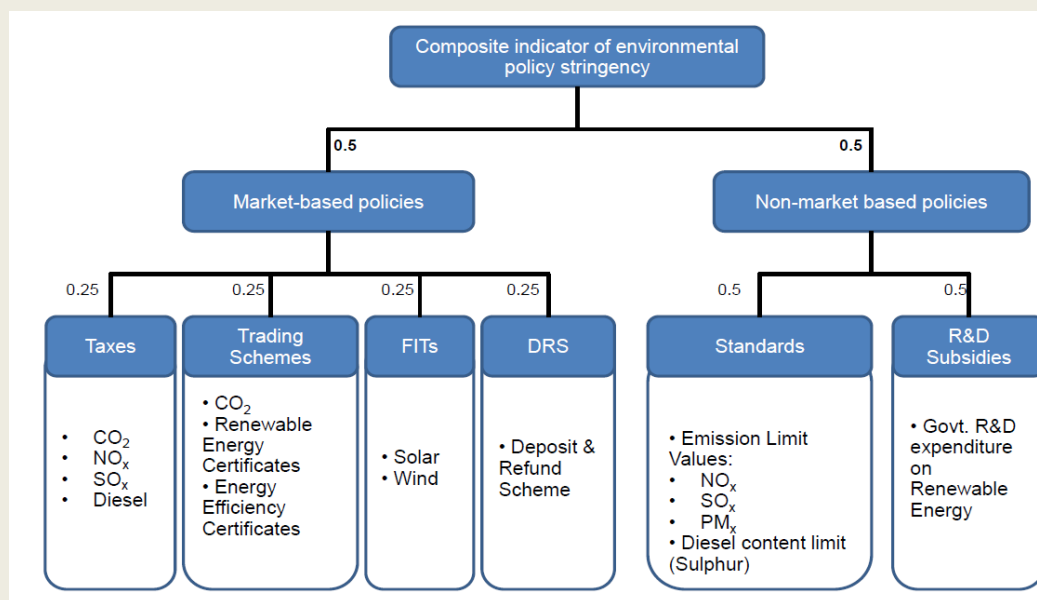 Composite indicator of environmental
policy stringency
0.5
0.5
Market-based policies
Non-market based policies
0.25
0.25
0.25
0.25
0.5
0.5
Taxes
• CO₂
• NOₓ
• SOₓ
• Diesel
Trading
Schemes
• CO₂
• Renewable
Energy
Certificates
• Energy
Efficiency
Certificates
FITs
• Solar
• Wind
DRS
• Deposit &
Refund
Scheme
Standards
• Emission Limit
Values:
• NOₓ
• SOₓ
• PMₓ
• Diesel content limit
(Sulphur)
R&D
Subsidies
• Govt. R&D
expenditure
on
Renewable
Energy